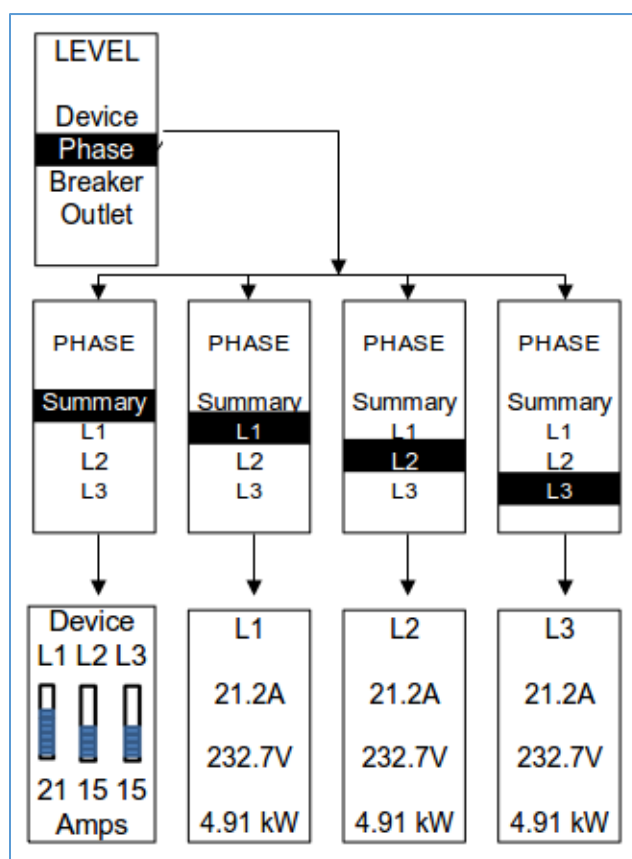 LEVEL
Device
Phase
Breaker
Outlet
PHASE
Summary
L1
L2
L3
PHASE
Summary
L1
L2
L3
PHASE
Summary
L1
L2
L3
PHASE
Summary
L1
L2
L3
Device
L1 L2 L3
21 15 15
Amps
L1
21.2A
232.7V
4.91 kW
L2
21.2A
232.7V
4.91 kW
L3
21.2A
232.7V
4.91 kW